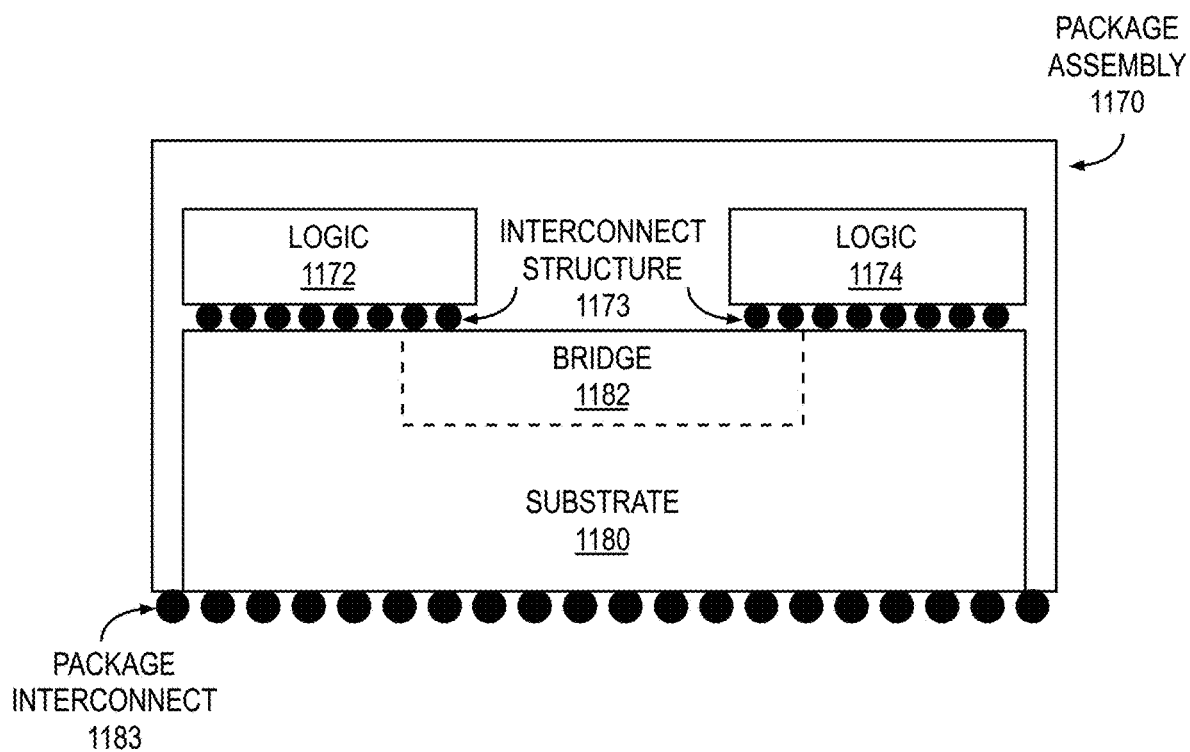 PACKAGE
ASSEMBLY
1170
LOGIC
1172
INTERCONNECT
STRUCTURE
1173
LOGIC
1174
BRIDGE
1182
SUBSTRATE
1180
PACKAGE
INTERCONNECT
1183